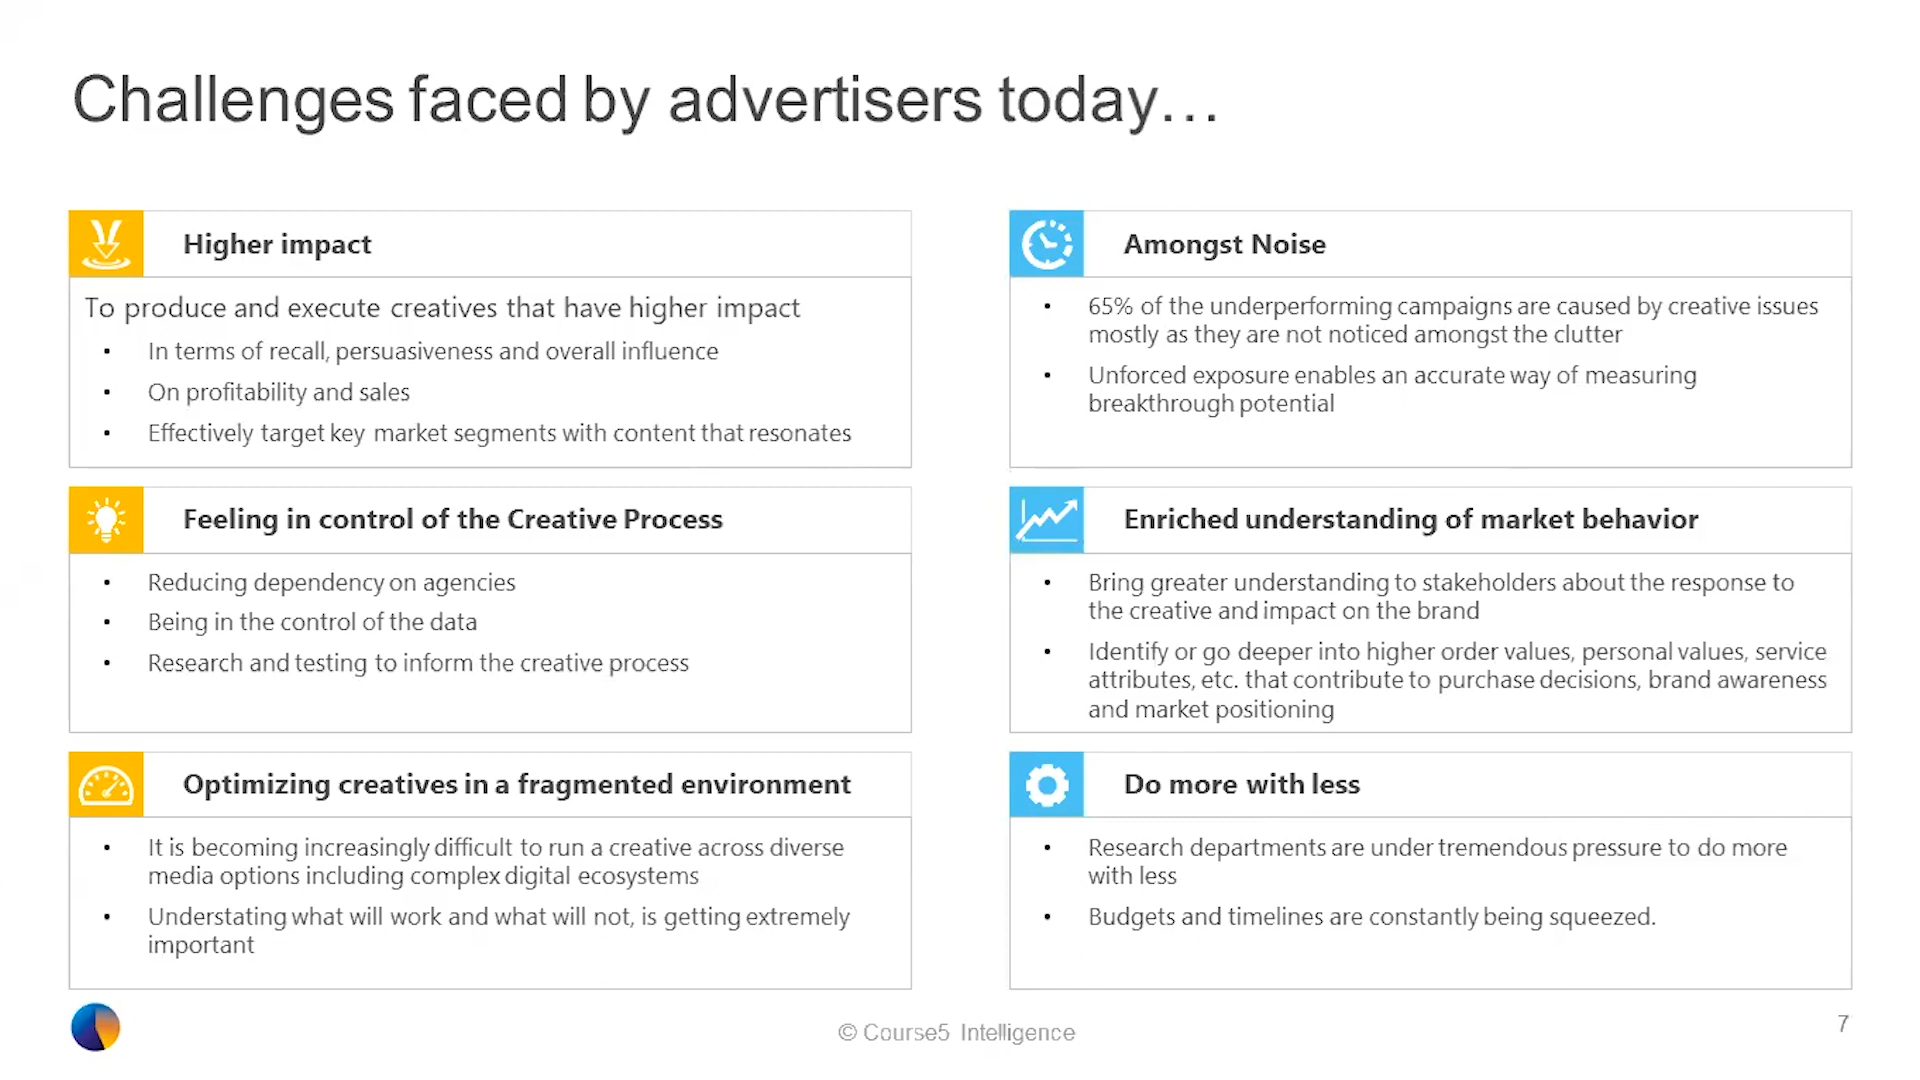 Challenges faced by advertisers today…
Higher impact
To produce and execute creatives that have higher impact
• In terms of recall, persuasiveness and overall influence
• On profitability and sales
• Effectively target key market segments with content that resonates
Amongst Noise
• 65% of the underperforming campaigns are caused by creative issues
mostly as they are not noticed amongst the clutter
• Unforced exposure enables an accurate way of measuring
breakthrough potential
Feeling in control of the Creative Process
• Reducing dependency on agencies
• Being in the control of the data
• Research and testing to inform the creative process
Enriched understanding of market behavior
• Bring greater understanding to stakeholders about the response to
the creative and impact on the brand
• Identify or go deeper into higher order values, personal values, service
attributes, etc. that contribute to purchase decisions, brand awareness
and market positioning
Optimizing creatives in a fragmented environment
• It is becoming increasingly difficult to run a creative across diverse
media options including complex digital ecosystems
• Understating what will work and what will not, is getting extremely
important
Do more with less
• Research departments are under tremendous pressure to do more
with less
• Budgets and timelines are constantly being squeezed.
© Course5 Intelligence
7